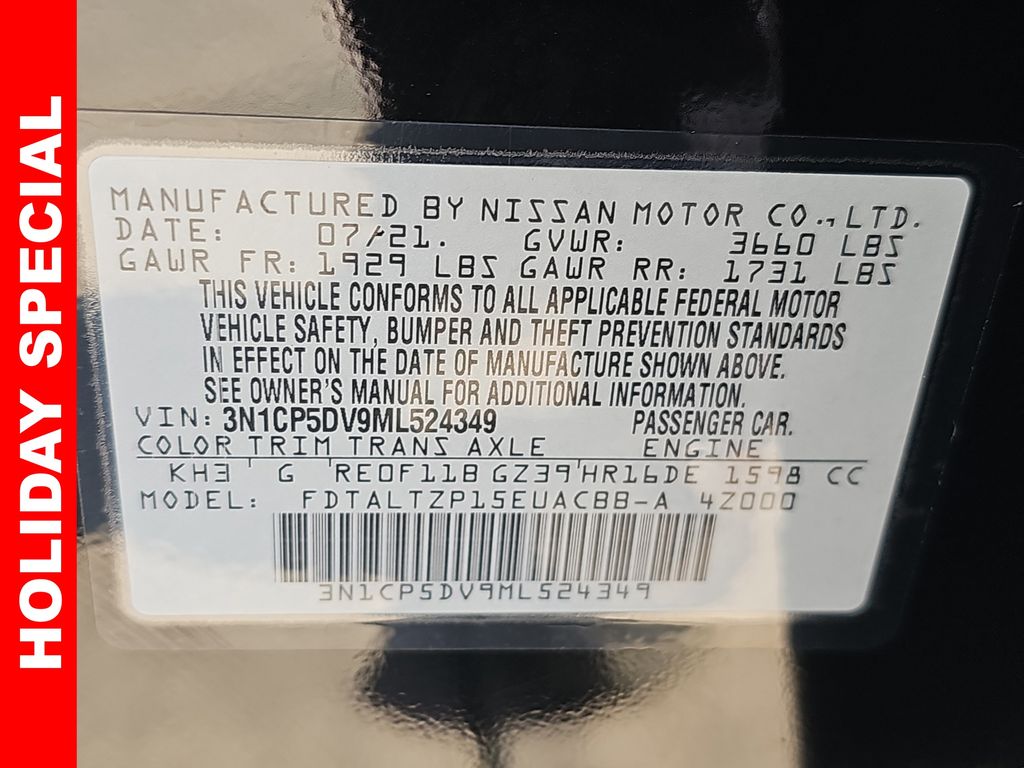 HOLIDAY SPECIAL
MANUFACTURED BY NISSAN MOTOR CO., LTD.
DATE: 07/21. GVWR: 3660 LBS
GAWR FR: 1929 LBS GAWR RR: 1731 LBS
THIS VEHICLE CONFORMS TO ALL APPLICABLE FEDERAL MOTOR
VEHICLE SAFETY, BUMPER AND THEFT PREVENTION STANDARDS
IN EFFECT ON THE DATE OF MANUFACTURE SHOWN ABOVE.
SEE OWNER'S MANUAL FOR ADDITIONAL INFORMATION.
VIN: 3N1CP5DV9ML524349 PASSENGER CAR.
COLOR TRIM TRANS AXLE ENGINE
KH3 G RE0F11B GZ39 HR16DE 1598 CC
MODEL: FDTALTZP15EUACBB-A 4Z000
3N1CP5DV9ML524349